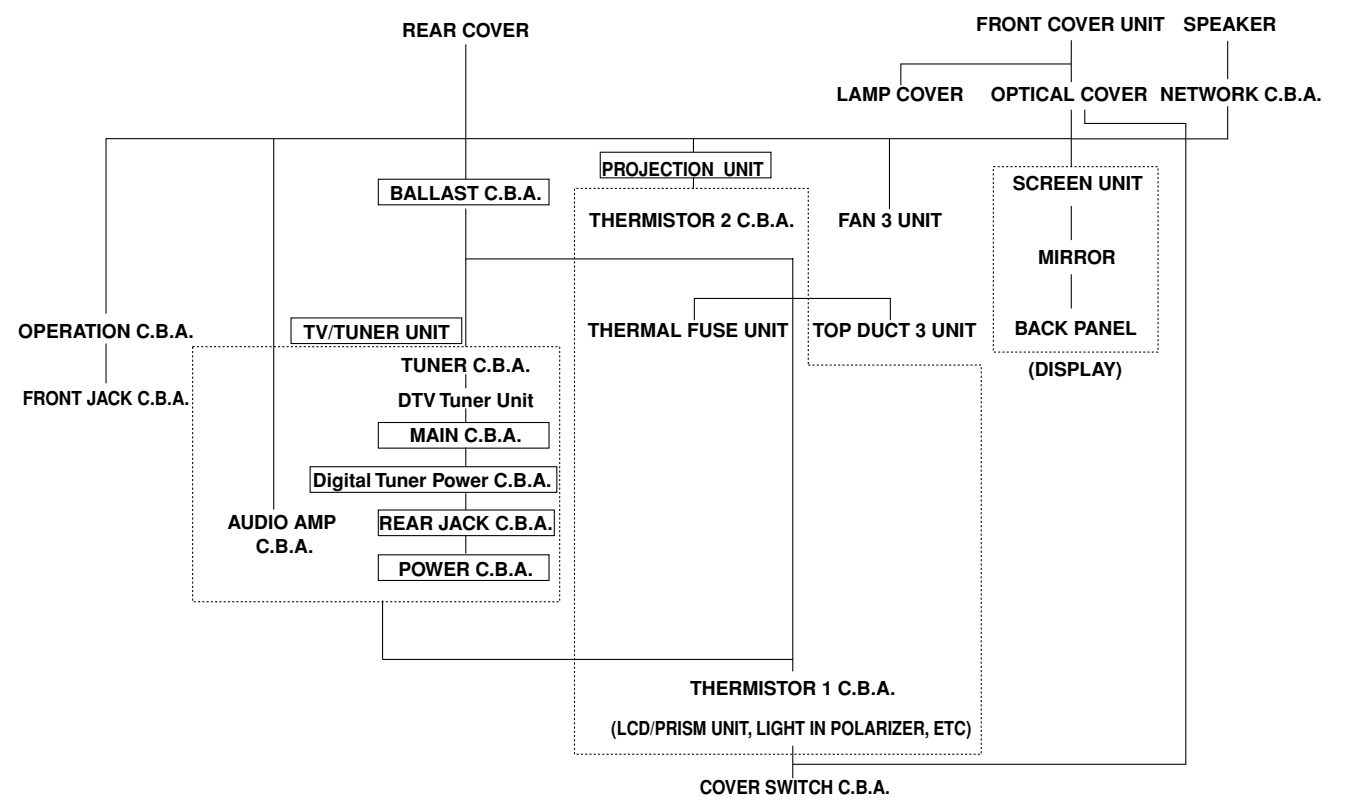 REAR COVER
FRONT COVER UNIT
SPEAKER
LAMP COVER
OPTICAL COVER
NETWORK C.B.A.
PROJECTION UNIT
BALLAST C.B.A.
SCREEN UNIT
THERMISTOR 2 C.B.A.
FAN 3 UNIT
MIRROR
OPERATION C.B.A.
TV/TUNER UNIT
THERMAL FUSE UNIT
TOP DUCT 3 UNIT
BACK PANEL
TUNER C.B.A.
(DISPLAY)
FRONT JACK C.B.A.
DTV Tuner Unit
MAIN C.B.A.
Digital Tuner Power C.B.A.
AUDIO AMP
C.B.A.
REAR JACK C.B.A.
POWER C.B.A.
THERMISTOR 1 C.B.A.
(LCD/PRISM UNIT, LIGHT IN POLARIZER, ETC)
COVER SWITCH C.B.A.